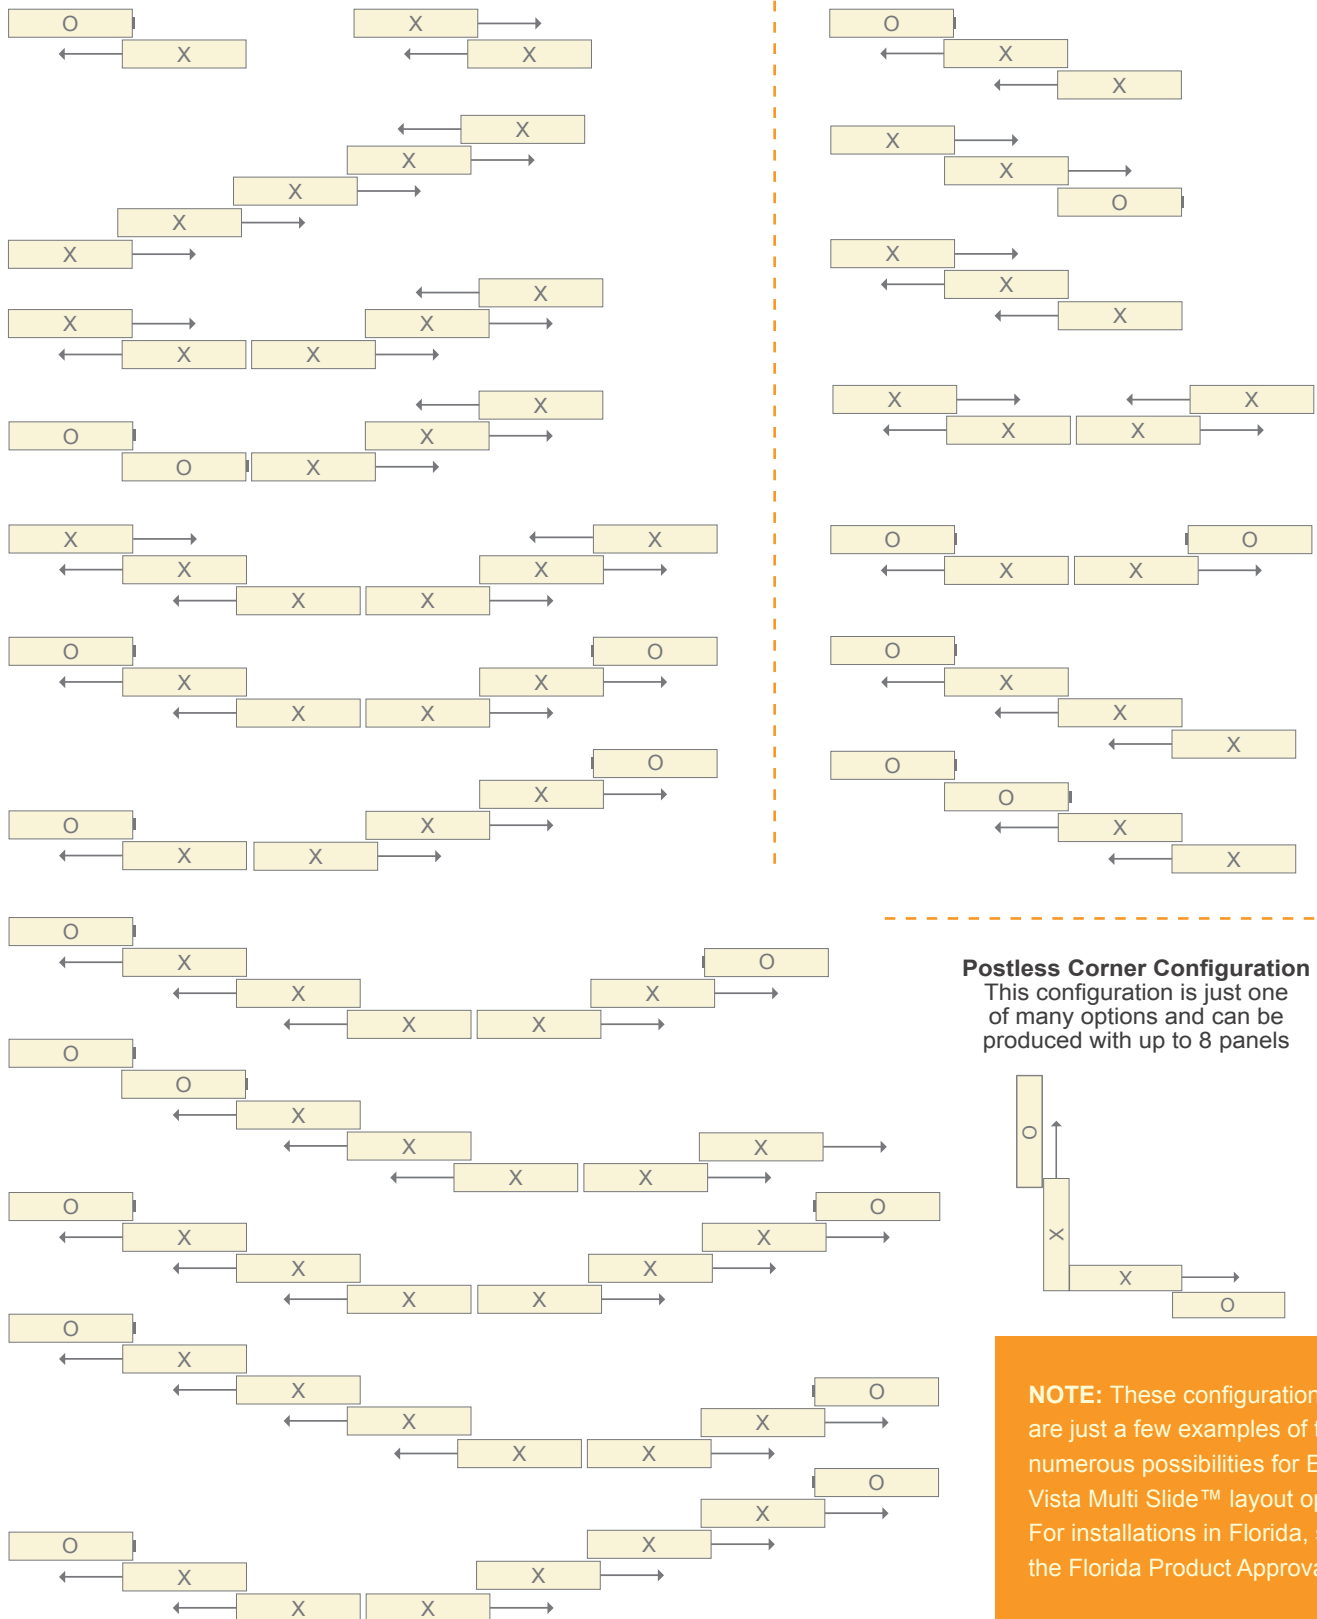 O X
X X
X
X
X
X
X
X
X X
X X
X
O X
O X
X X
X X
X X
O O
X X
X X
O
X
O X
X X
O
X
X
X
X
O
X
X
X
X X
X X
O O
X X
O
X
X
X
O
O
X
X
O
X O
X X
X X
O
O
X
X X
X X
O O
X X
X X
X X
O
X
X O
X X
X X
O
X
O X
X X
X X
Postless Corner Configuration
This configuration is just one
of many options and can be
produced with up to 8 panels
O
X
X
O
NOTE: These configuration
are just a few examples of t
numerous possibilities for E
Vista Multi Slide™ layout op
For installations in Florida, s
the Florida Product Approva